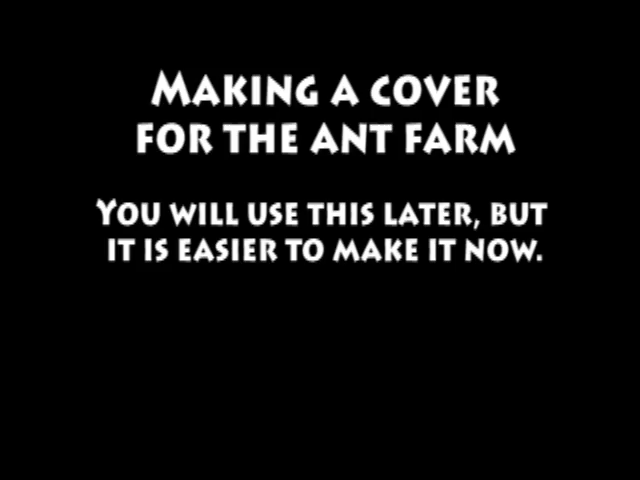 Making a cover
for the ant farm
You will use this later, but
it is easier to make it now.